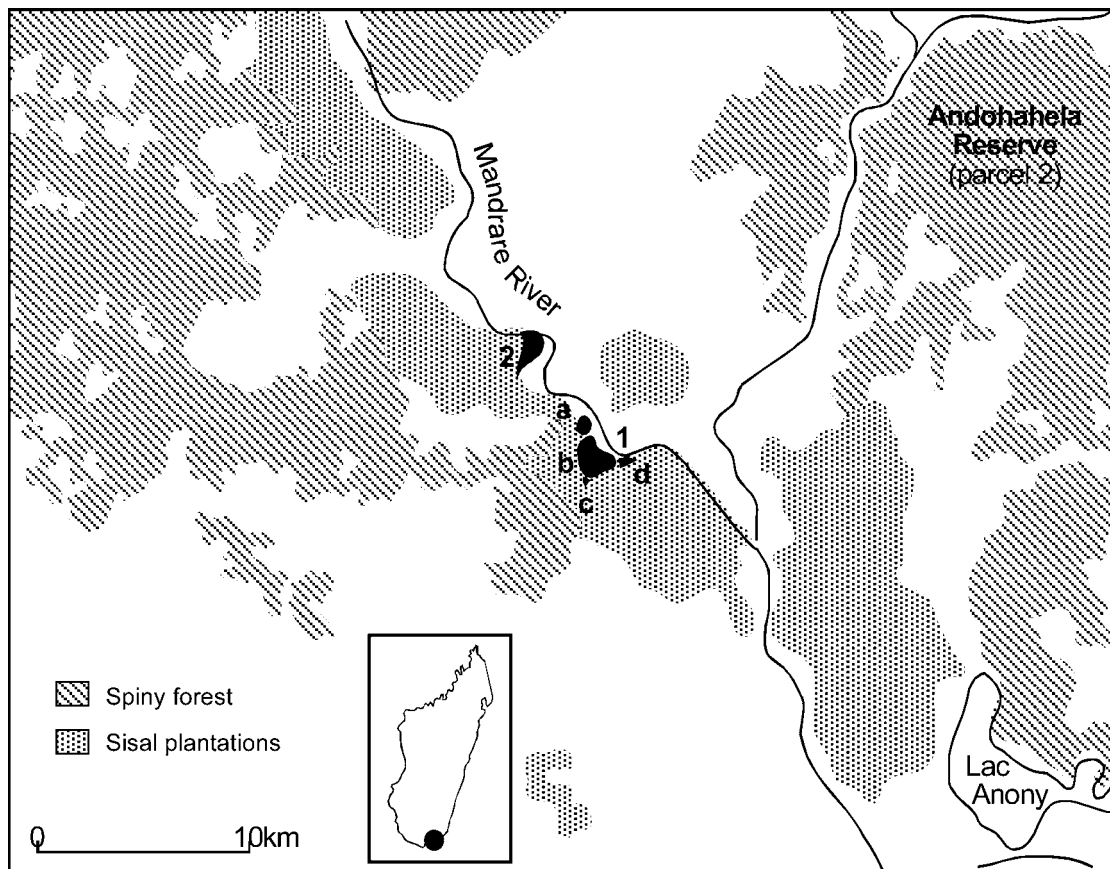 Andohahela
Reserve
(parcel 2)
Mandrare River
2
a
1
b
d
c
Spiny forest
Sisal plantations
Lac
Anony
0 10km